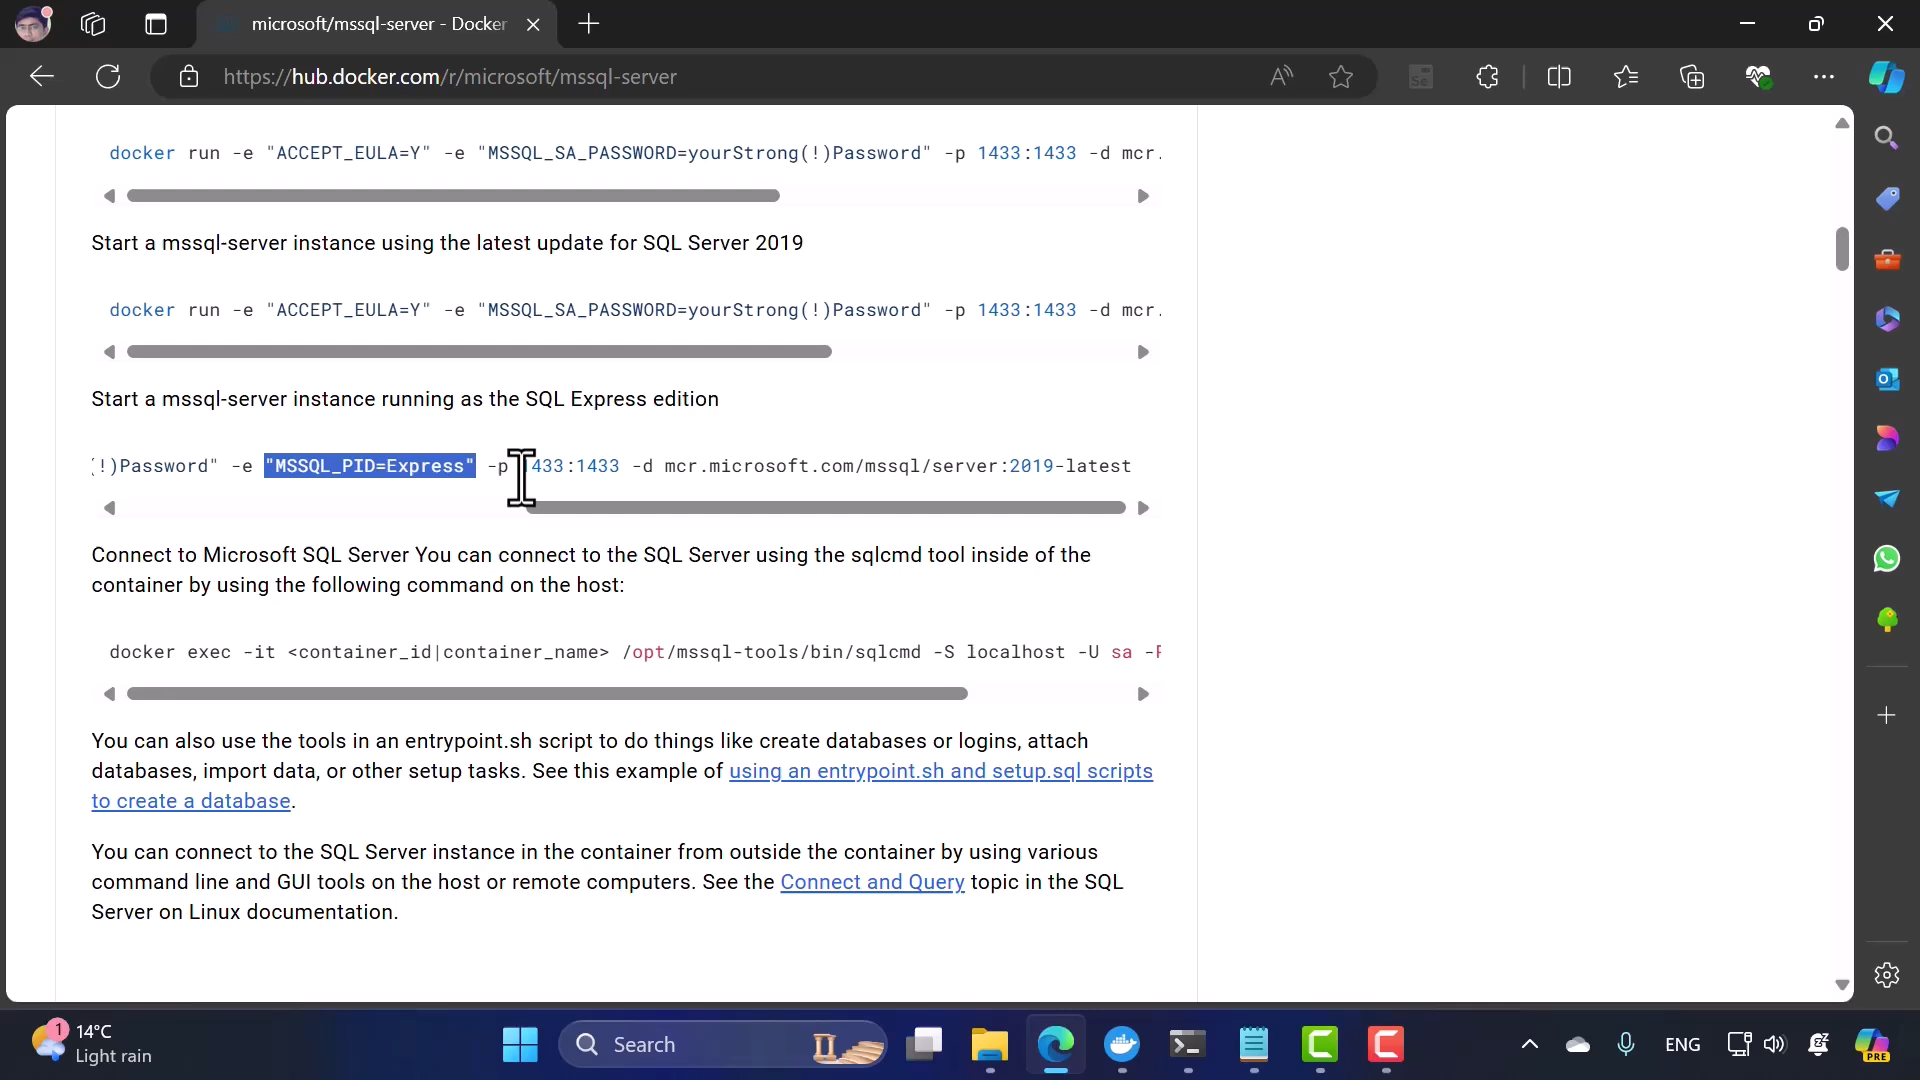 microsoft/mssql-server - Docker
https://hub.docker.com/r/microsoft/mssql-server
docker run -e "ACCEPT_EULA=Y" -e "MSSQL_SA_PASSWORD=yourStrong(!)Password" -p 1433:1433 -d mcr.
Start a mssql-server instance using the latest update for SQL Server 2019
docker run -e "ACCEPT_EULA=Y" -e "MSSQL_SA_PASSWORD=yourStrong(!)Password" -p 1433:1433 -d mcr.
Start a mssql-server instance running as the SQL Express edition
(!)Password" -e "MSSQL_PID=Express" -p 1433:1433 -d mcr.microsoft.com/mssql/server:2019-latest
Connect to Microsoft SQL Server You can connect to the SQL Server using the sqlcmd tool inside of the
container by using the following command on the host:
docker exec -it <container_id|container_name> /opt/mssql-tools/bin/sqlcmd -S localhost -U sa -P
You can also use the tools in an entrypoint.sh script to do things like create databases or logins, attach
databases, import data, or other setup tasks. See this example of using an entrypoint.sh and setup.sql scripts
to create a database.
You can connect to the SQL Server instance in the container from outside the container by using various
command line and GUI tools on the host or remote computers. See the Connect and Query topic in the SQL
Server on Linux documentation.
1
14°C
Light rain
Search
ENG
PRE